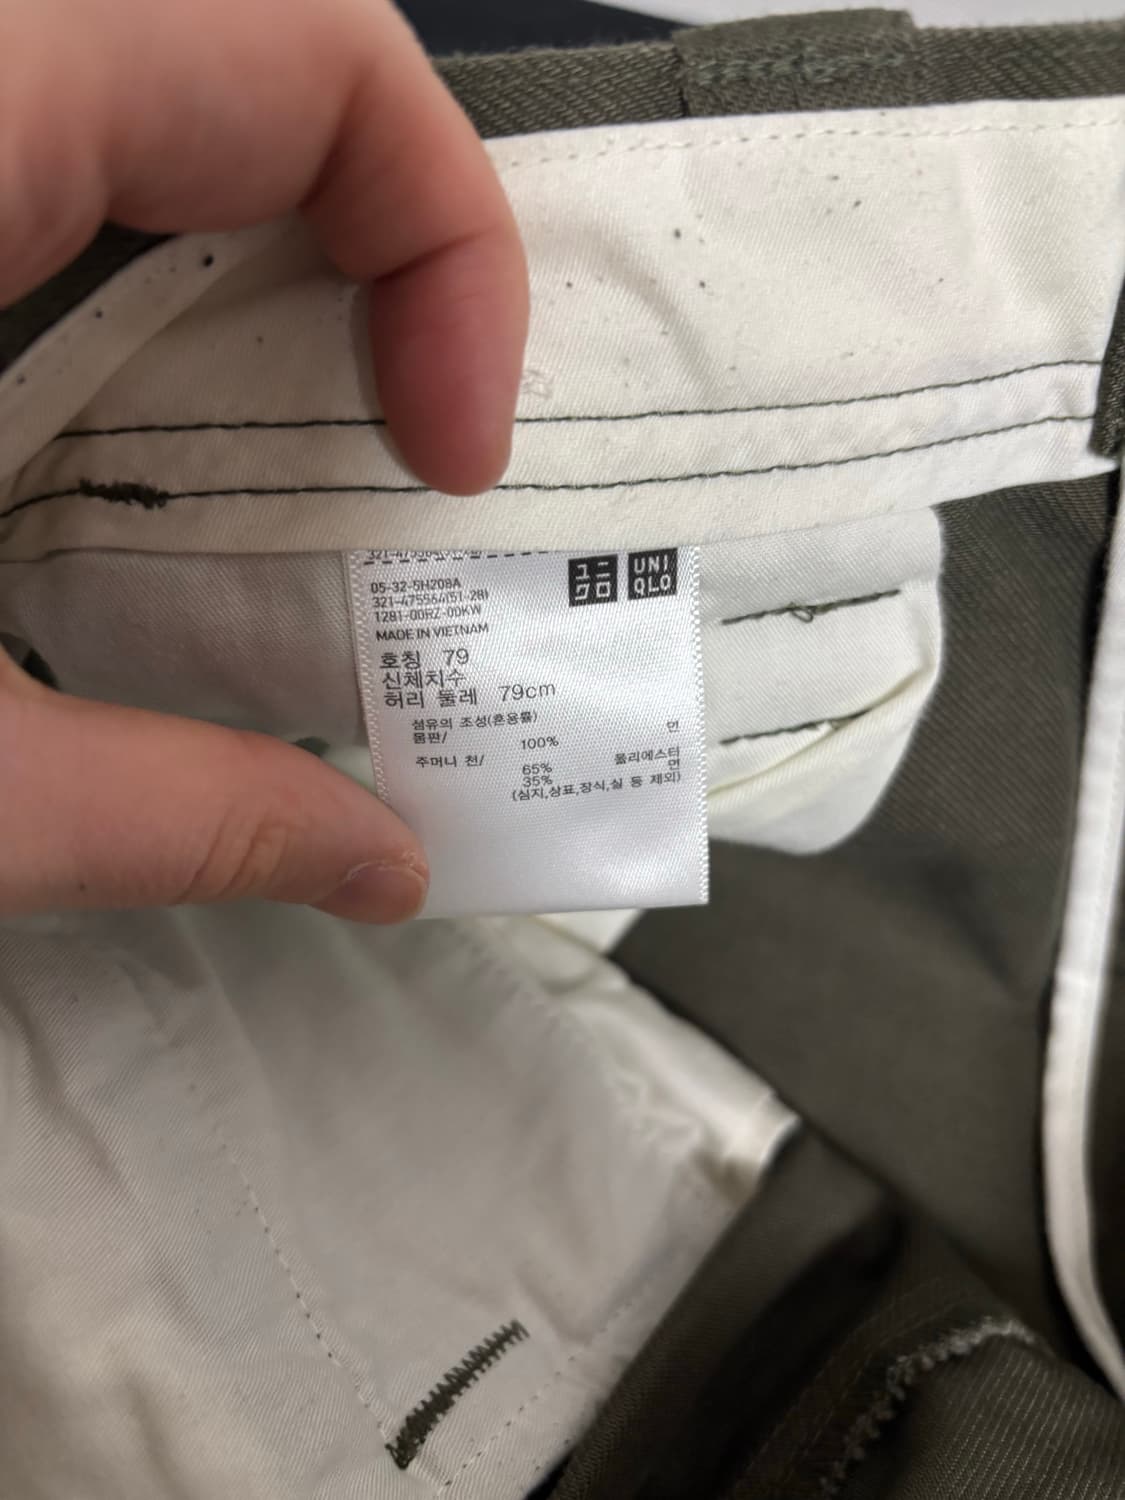 ユニ
クロ
UNI
QLO
05-32-5H208A
321-475564(51-28)
1281-00RZ-00KW
MADE IN VIETNAM
호칭 79
신체치수
허리 둘레 79cm
섬유의 조성(혼용률)
몸판/ 100% 면
주머니 천/ 65% 폴리에스터
35% 면
(심지,상표,장식,실 등 제외)